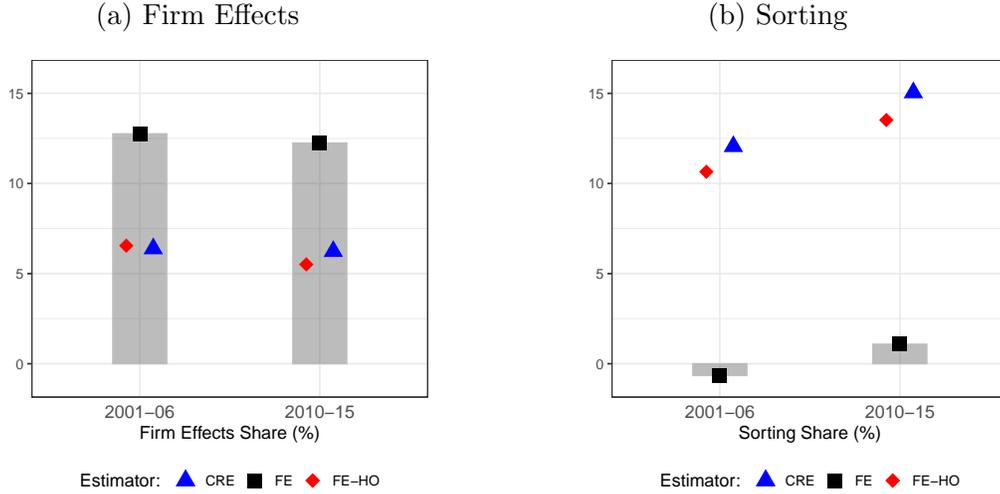 (a) Firm Effects
15
10
5
0
2001–06 2010–15
Firm Effects Share (%)
Estimator: CRE FE FE–HO
(b) Sorting
15
10
5
0
2001–06 2010–15
Sorting Share (%)
Estimator: CRE FE FE–HO